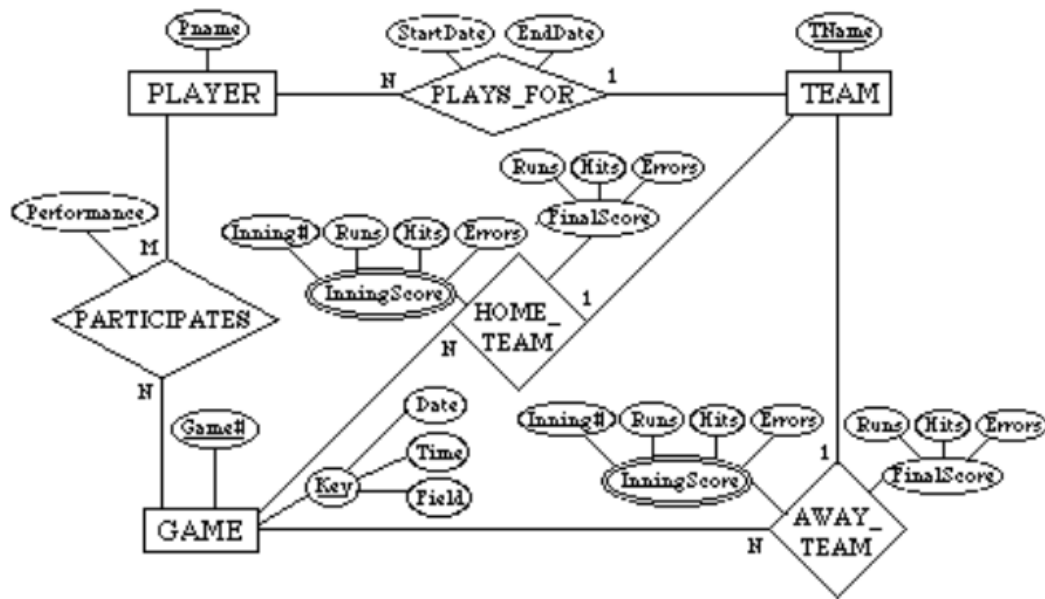 Pname
StartDate
EndDate
TName
PLAYER
N
PLAYS_FOR
1
TEAM
Runs
Hits
Errors
Performance
FinalScore
Inning#
Runs
Hits
Errors
M
InningScore
1
PARTICIPATES
HOME_
TEAM
N
N
Date
Game#
Inning#
Runs
Hits
Errors
Runs
Hits
Errors
Time
1
Key
InningScore
FinalScore
Field
GAME
AWAY_
TEAM
N